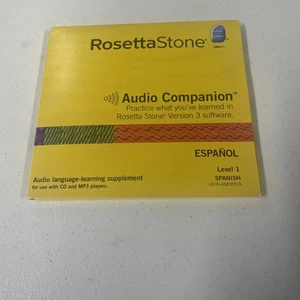 RosettaStone®
Audio Companion™
Practice what you've learned in
Rosetta Stone® Version 3 software.
ESPAÑOL
Level 1
Audio language-learning supplement
for use with CD and MP3 players.
SPANISH
LATIN AMERICA